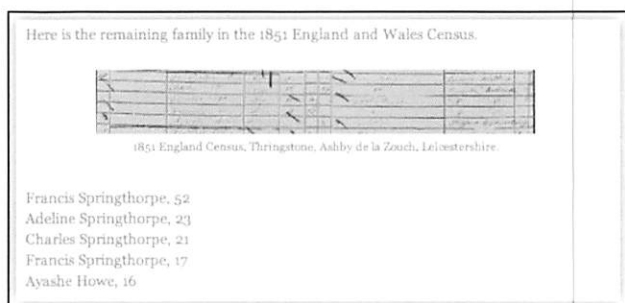 Here is the remaining family in the 1851 England and Wales Census.
1851 England Census, Thringstone, Ashby de la Zouch, Leicestershire.
Francis Springthorpe, 52
Adeline Springthorpe, 23
Charles Springthorpe, 21
Francis Springthorpe, 17
Ayashe Howe, 16